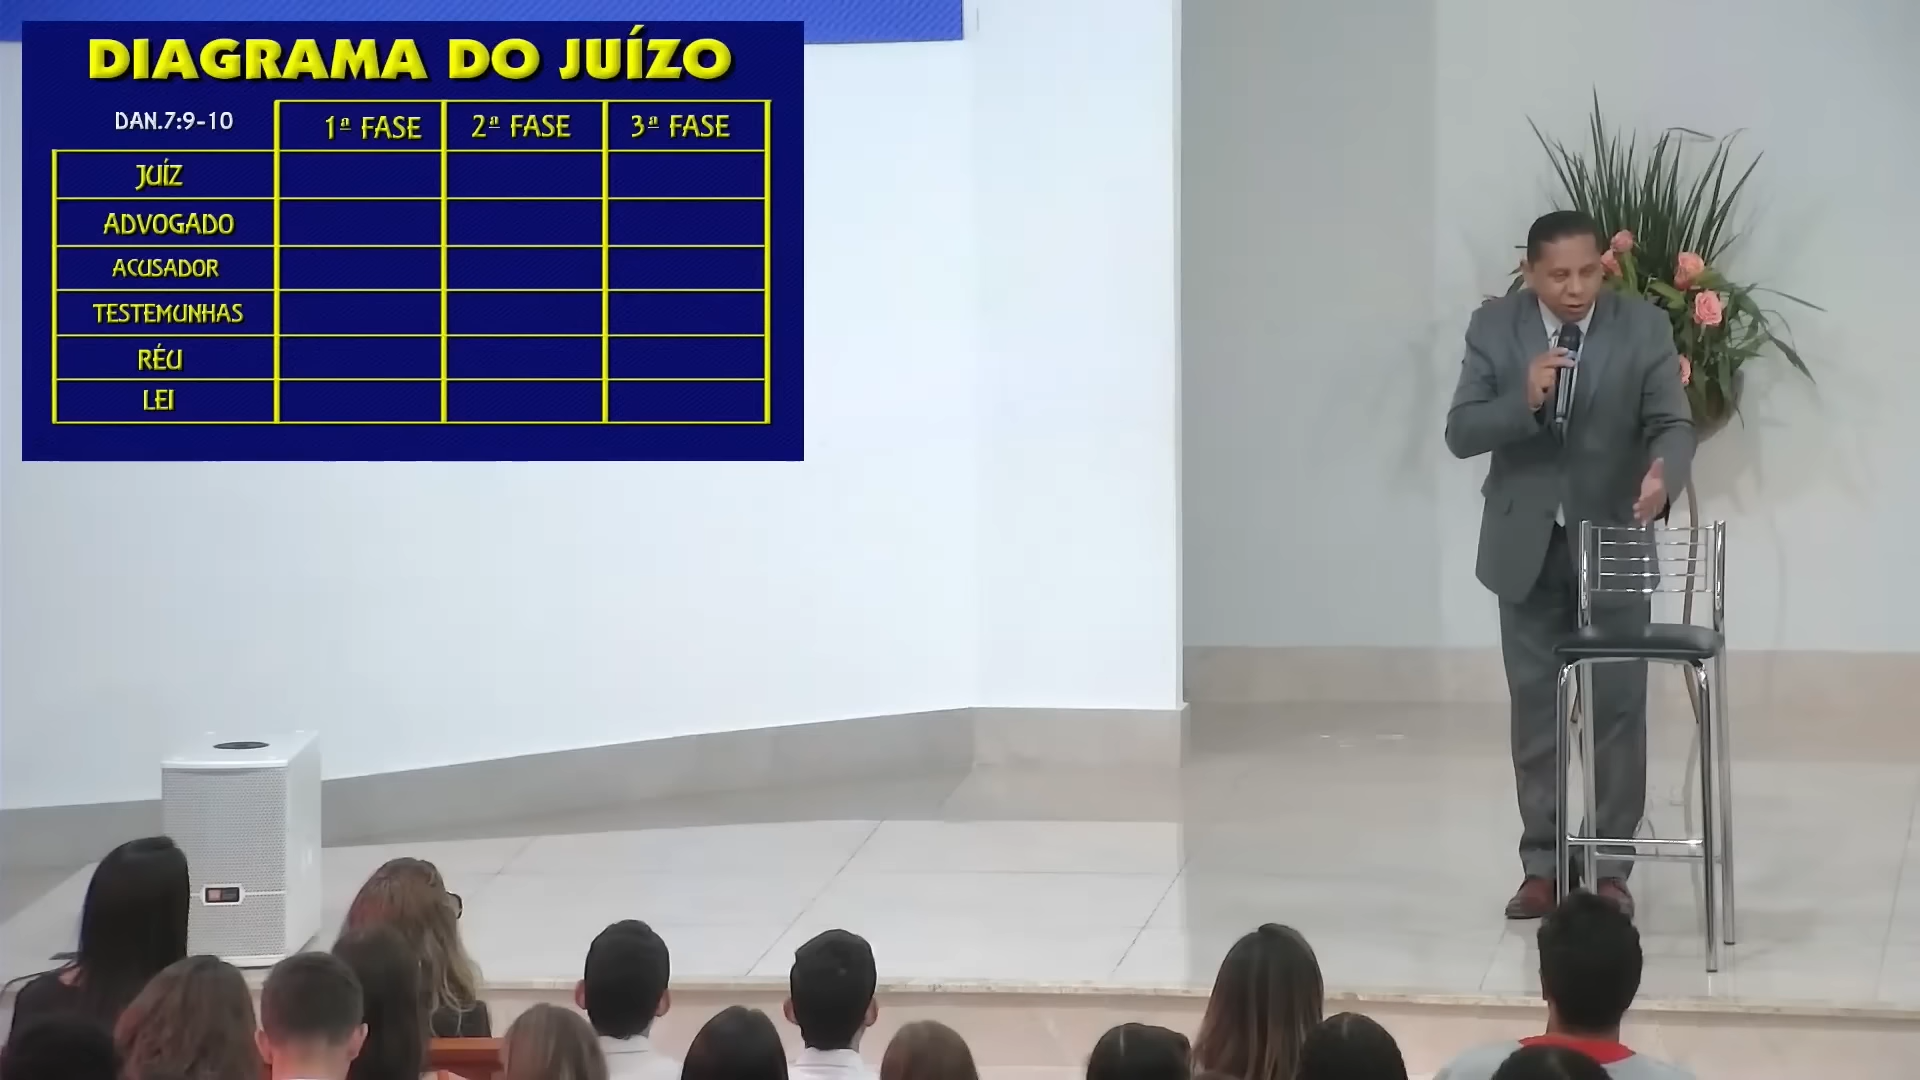 DIAGRAMA DO JUÍZO
DAN.7:9-10
1ª FASE 2ª FASE 3ª FASE
JUÍZ
ADVOGADO
ACUSADOR
TESTEMUNHAS
RÉU
LEI